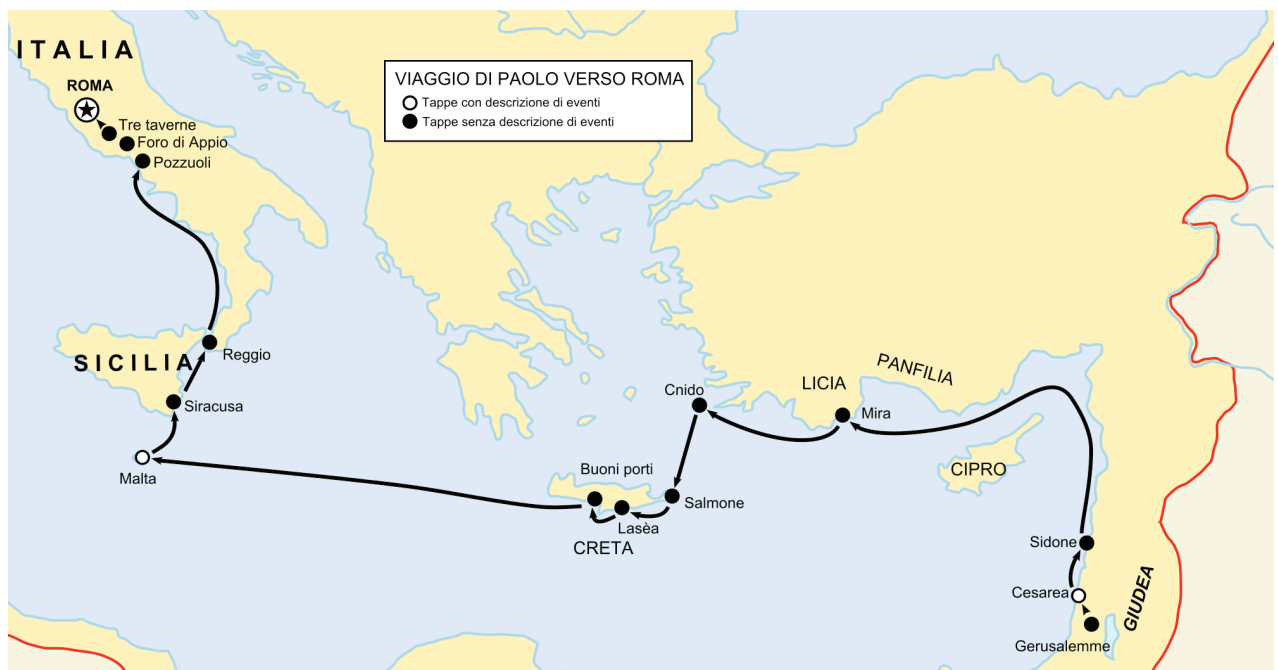 ITALIA
ROMA
Tre taverne
Foro di Appio
Pozzuoli
VIAGGIO DI PAOLO VERSO ROMA
Tappe con descrizione di eventi
Tappe senza descrizione di eventi
SICILIA
Reggio
Siracusa
Malta
Cnido
LICIA
PANFILIA
Mira
Buoni porti
CIPRO
Salmone
Lasèa
CRETA
Sidone
Cesarea
GIUDEA
Gerusalemme